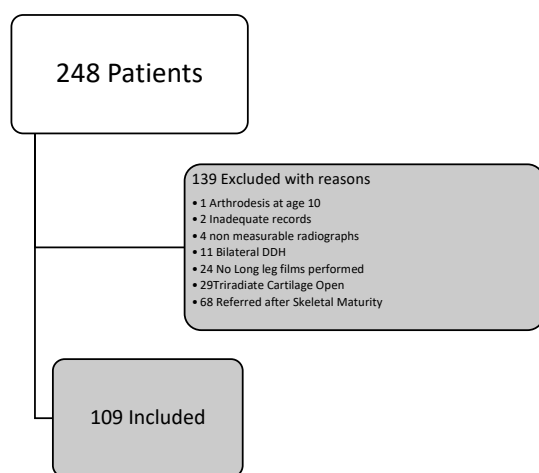 248 Patients
139 Excluded with reasons
• 1 Arthrodesis at age 10
• 2 Inadequate records
• 4 non measurable radiographs
• 11 Bilateral DDH
• 24 No Long leg films performed
• 29Triradiate Cartilage Open
• 68 Referred after Skeletal Maturity
109 Included